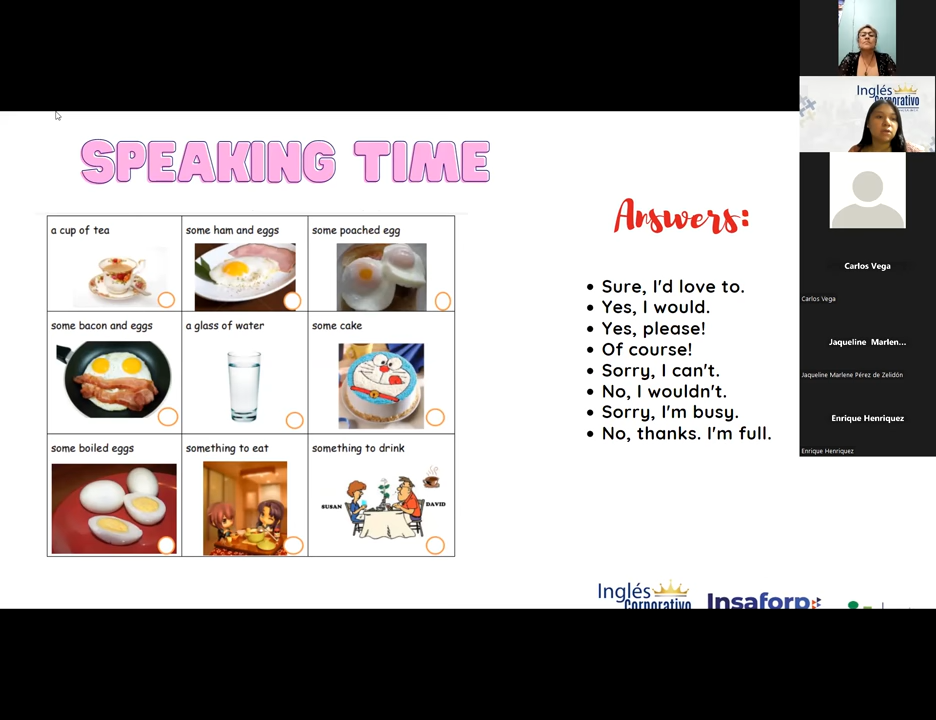 SPEAKING TIME
a cup of tea
some ham and eggs
some poached egg
some bacon and eggs
a glass of water
some cake
some boiled eggs
something to eat
something to drink
SUSAN
DAVID
Answers:
Sure, I'd love to.
Yes, I would.
Yes, please!
Of course!
Sorry, I can't.
No, I wouldn't.
Sorry, I'm busy.
No, thanks. I'm full.
Inglés
Corporativo
Insaforp
Inglés
Corporativo
Carlos Vega
Carlos Vega
Jaqueline Marlen...
Jaqueline Marlene Pérez de Zelidón
Enrique Henriquez
Enrique Henriquez